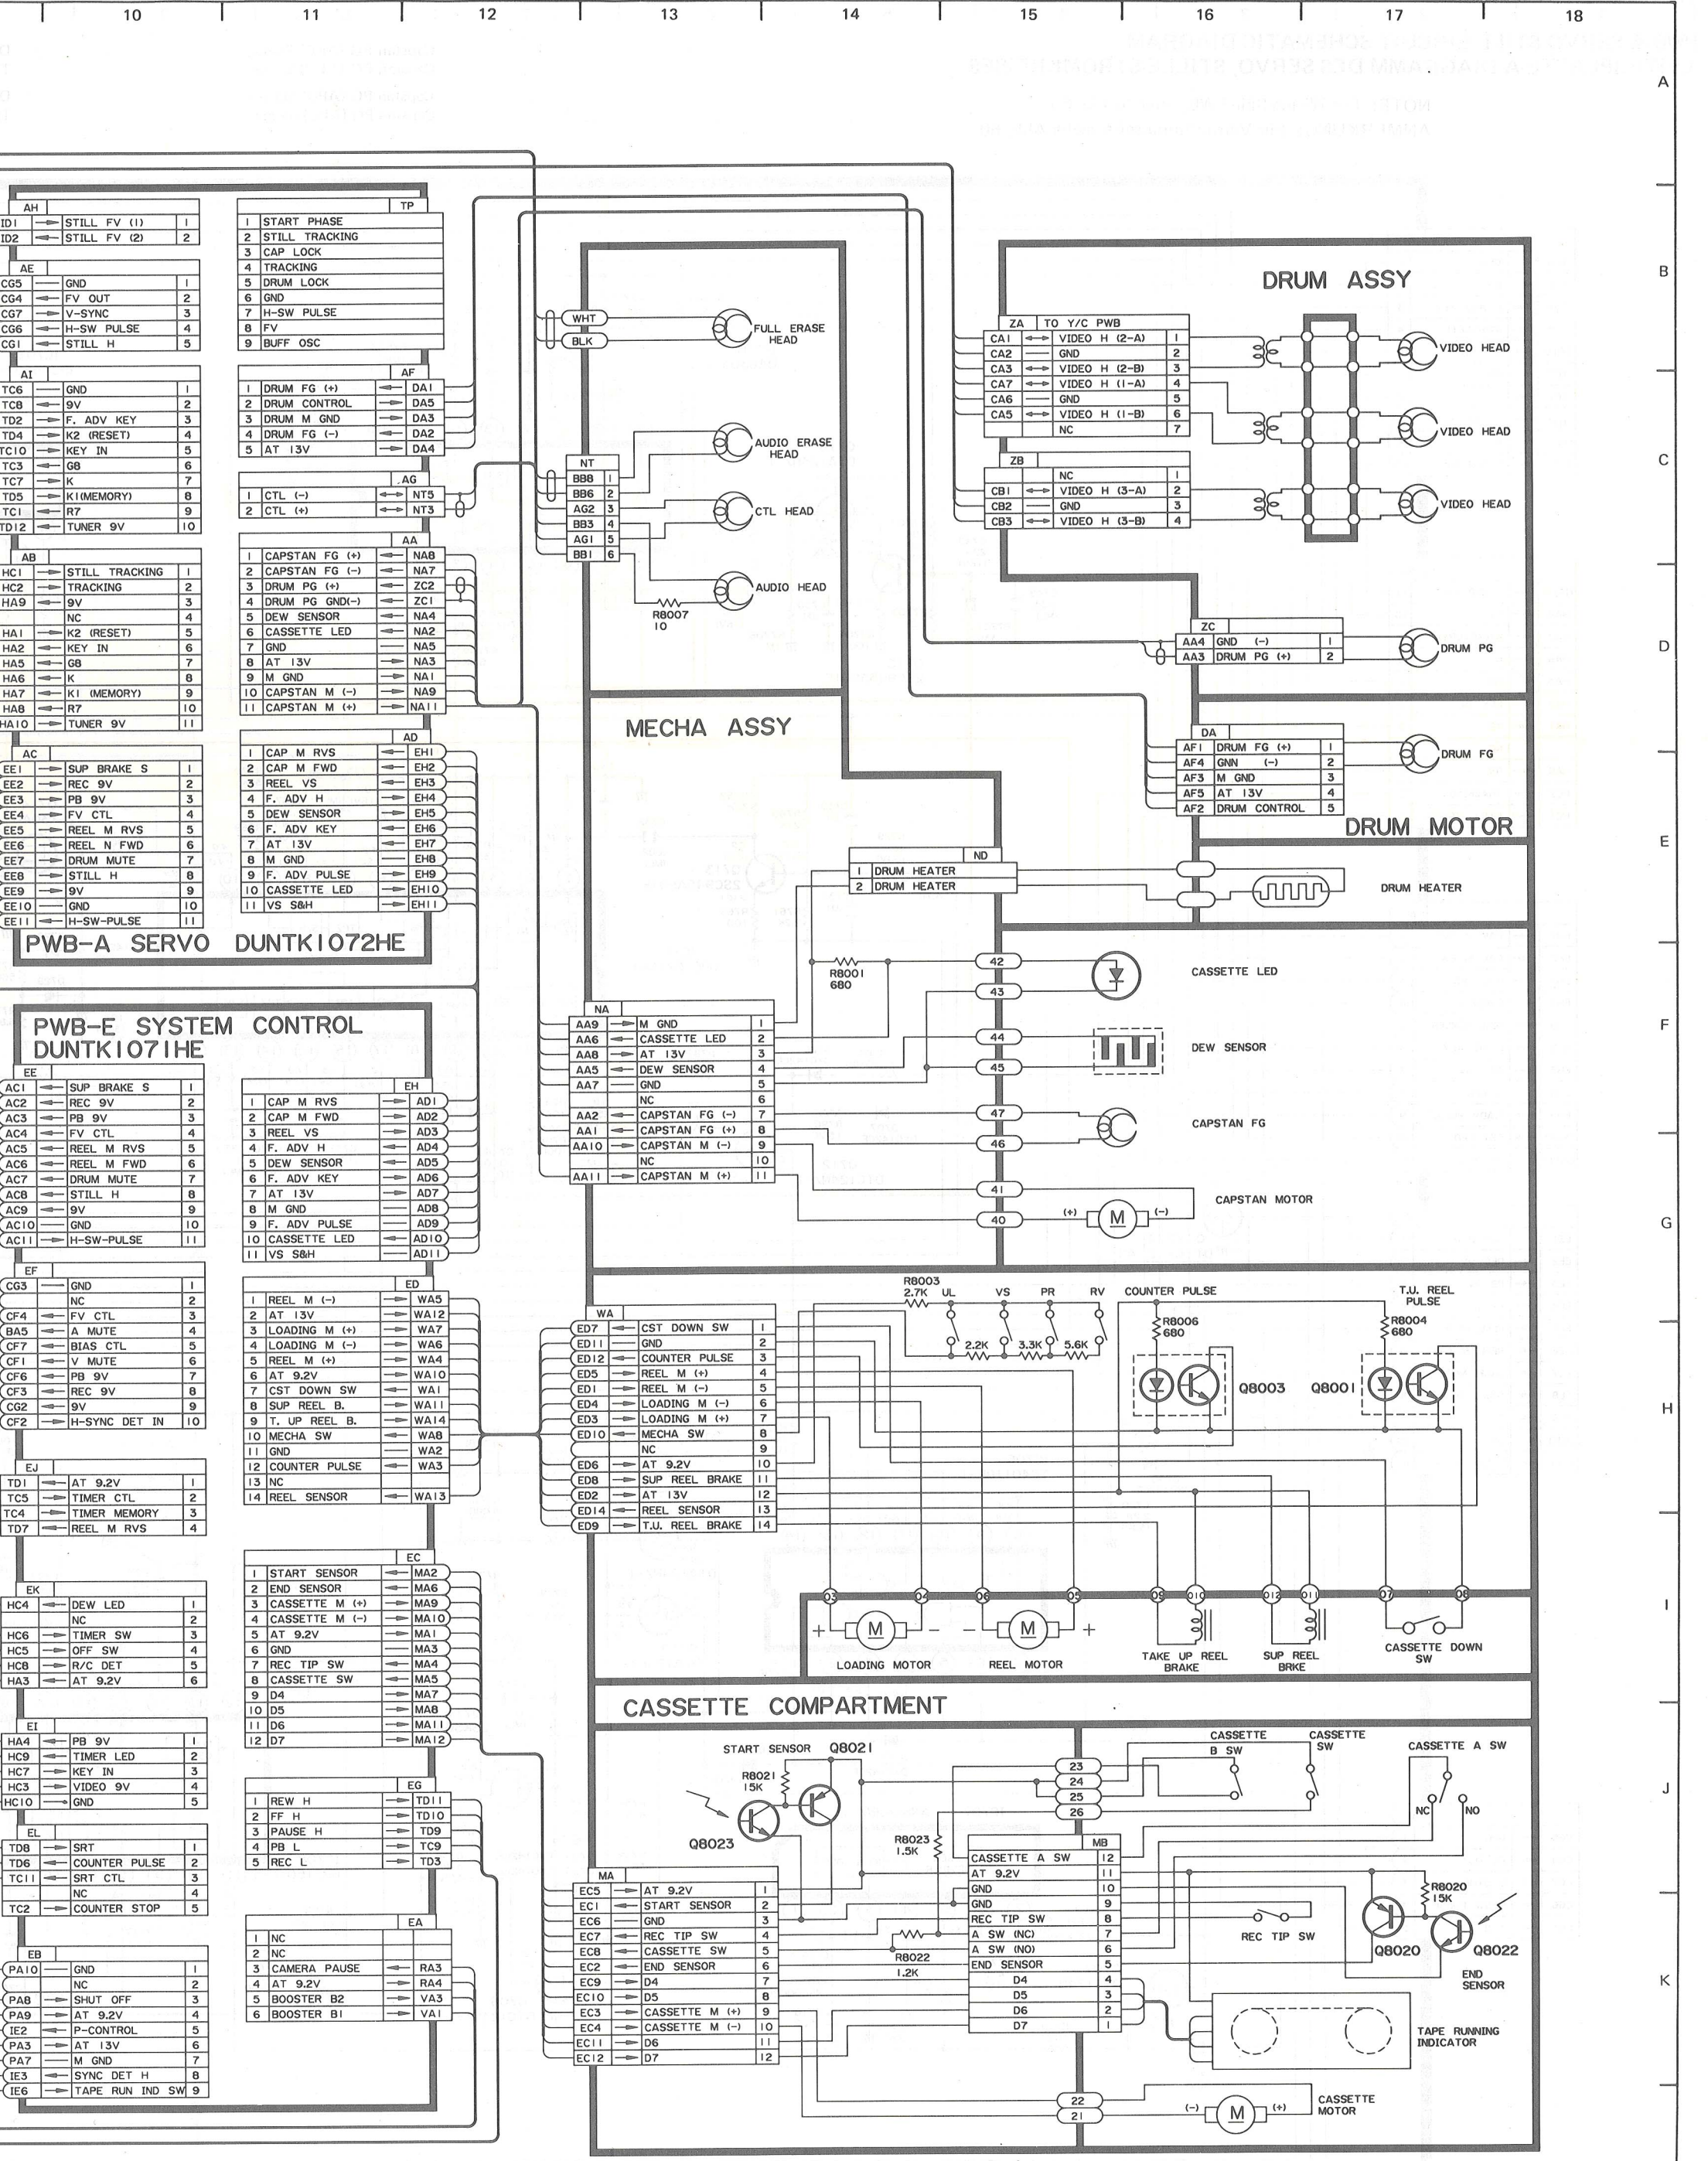 10 11 12 13 14 15 16 17 18
A
B
C
D
E
F
G
H
I
J
K
AH
ID1 STILL FV (1) 1
ID2 STILL FV (2) 2
AE
CG5 GND 1
CG4 FV OUT 2
CG7 V-SYNC 3
CG6 H-SW PULSE 4
CG1 STILL H 5
AI
TC6 GND 1
TC8 9V 2
TD2 F. ADV KEY 3
TD4 K2 (RESET) 4
TC10 KEY IN 5
TC3 G8 6
TC7 K 7
TD5 K1(MEMORY) 8
TC1 R7 9
TD12 TUNER 9V 10
AB
HC1 STILL TRACKING 1
HC2 TRACKING 2
HA9 9V 3
NC 4
HA1 K2 (RESET) 5
HA2 KEY IN 6
HA5 G8 7
HA6 K 8
HA7 K1 (MEMORY) 9
HA8 R7 10
HA10 TUNER 9V 11
AC
EE1 SUP BRAKE S 1
EE2 REC 9V 2
EE3 PB 9V 3
EE4 FV CTL 4
EE5 REEL M RVS 5
EE6 REEL N FWD 6
EE7 DRUM MUTE 7
EE8 STILL H 8
EE9 9V 9
EE10 GND 10
EE11 H-SW-PULSE 11
TP
1 START PHASE
2 STILL TRACKING
3 CAP LOCK
4 TRACKING
5 DRUM LOCK
6 GND
7 H-SW PULSE
8 FV
9 BUFF OSC
AF
1 DRUM FG (+) DA1
2 DRUM CONTROL DA5
3 DRUM M GND DA3
4 DRUM FG (-) DA2
5 AT 13V DA4
AG
1 CTL (-) NT5
2 CTL (+) NT3
AA
1 CAPSTAN FG (+) NA8
2 CAPSTAN FG (-) NA7
3 DRUM PG (+) ZC2
4 DRUM PG GND(-) ZC1
5 DEW SENSOR NA4
6 CASSETTE LED NA2
7 GND NA5
8 AT 13V NA3
9 M GND NA1
10 CAPSTAN M (-) NA9
11 CAPSTAN M (+) NA11
AD
1 CAP M RVS EH1
2 CAP M FWD EH2
3 REEL VS EH3
4 F. ADV H EH4
5 DEW SENSOR EH5
6 F. ADV KEY EH6
7 AT 13V EH7
8 M GND EH8
9 F. ADV PULSE EH9
10 CASSETTE LED EH10
11 VS S&H EH11
PWB-A SERVO DUNTK1072HE
PWB-E SYSTEM CONTROL
DUNTK1071HE
EE
AC1 SUP BRAKE S 1
AC2 REC 9V 2
AC3 PB 9V 3
AC4 FV CTL 4
AC5 REEL M RVS 5
AC6 REEL M FWD 6
AC7 DRUM MUTE 7
AC8 STILL H 8
AC9 9V 9
AC10 GND 10
AC11 H-SW-PULSE 11
EF
CG3 GND 1
NC 2
CF4 FV CTL 3
BA5 A MUTE 4
CF7 BIAS CTL 5
CF1 V MUTE 6
CF6 PB 9V 7
CF3 REC 9V 8
CG2 9V 9
CF2 H-SYNC DET IN 10
EJ
TD1 AT 9.2V 1
TC5 TIMER CTL 2
TC4 TIMER MEMORY 3
TD7 REEL M RVS 4
EK
HC4 DEW LED 1
NC 2
HC6 TIMER SW 3
HC5 OFF SW 4
HC8 R/C DET 5
HA3 AT 9.2V 6
EI
HA4 PB 9V 1
HC9 TIMER LED 2
HC7 KEY IN 3
HC3 VIDEO 9V 4
HC10 GND 5
EL
TD8 SRT 1
TD6 COUNTER PULSE 2
TC11 SRT CTL 3
NC 4
TC2 COUNTER STOP 5
EB
PA10 GND 1
NC 2
PA8 SHUT OFF 3
PA9 AT 9.2V 4
IE2 P-CONTROL 5
PA3 AT 13V 6
PA7 M GND 7
IE3 SYNC DET H 8
IE6 TAPE RUN IND SW 9
EH
1 CAP M RVS AD1
2 CAP M FWD AD2
3 REEL VS AD3
4 F. ADV H AD4
5 DEW SENSOR AD5
6 F. ADV KEY AD6
7 AT 13V AD7
8 M GND AD8
9 F. ADV PULSE AD9
10 CASSETTE LED AD10
11 VS S&H AD11
ED
1 REEL M (-) WA5
2 AT 13V WA12
3 LOADING M (+) WA7
4 LOADING M (-) WA6
5 REEL M (+) WA4
6 AT 9.2V WA10
7 CST DOWN SW WA1
8 SUP REEL B. WA11
9 T. UP REEL B. WA14
10 MECHA SW WA8
11 GND WA2
12 COUNTER PULSE WA3
13 NC
14 REEL SENSOR WA13
EC
1 START SENSOR MA2
2 END SENSOR MA6
3 CASSETTE M (+) MA9
4 CASSETTE M (-) MA10
5 AT 9.2V MA1
6 GND MA3
7 REC TIP SW MA4
8 CASSETTE SW MA5
9 D4 MA7
10 D5 MA8
11 D6 MA11
12 D7 MA12
EG
1 REW H TD11
2 FF H TD10
3 PAUSE H TD9
4 PB L TC9
5 REC L TD3
EA
1 NC
2 NC
3 CAMERA PAUSE RA3
4 AT 9.2V RA4
5 BOOSTER B2 VA3
6 BOOSTER B1 VA1
WHT
BLK
FULL ERASE
HEAD
AUDIO ERASE
HEAD
CTL HEAD
AUDIO HEAD
R8007
10
NT
BB8 1
BB6 2
AG2 3
BB3 4
AG1 5
BB1 6
MECHA ASSY
DRUM ASSY
ZA TO Y/C PWB
CA1 VIDEO H (2-A) 1
CA2 GND 2
CA3 VIDEO H (2-B) 3
CA7 VIDEO H (1-A) 4
CA6 GND 5
CA5 VIDEO H (1-B) 6
NC 7
ZB
NC 1
CB1 VIDEO H (3-A) 2
CB2 GND 3
CB3 VIDEO H (3-B) 4
VIDEO HEAD
VIDEO HEAD
VIDEO HEAD
ZC
AA4 GND (-) 1
AA3 DRUM PG (+) 2
DRUM PG
DA
AF1 DRUM FG (+) 1
AF4 GNN (-) 2
AF3 M GND 3
AF5 AT 13V 4
AF2 DRUM CONTROL 5
DRUM FG
DRUM MOTOR
ND
1 DRUM HEATER
2 DRUM HEATER
DRUM HEATER
R8001
680
42
43
44
45
47
46
41
40
CASSETTE LED
DEW SENSOR
CAPSTAN FG
CAPSTAN MOTOR
(+) M (-)
NA
AA9 M GND 1
AA6 CASSETTE LED 2
AA8 AT 13V 3
AA5 DEW SENSOR 4
AA7 GND 5
NC 6
AA2 CAPSTAN FG (-) 7
AA1 CAPSTAN FG (+) 8
AA10 CAPSTAN M (-) 9
NC 10
AA11 CAPSTAN M (+) 11
WA
ED7 CST DOWN SW 1
ED11 GND 2
ED12 COUNTER PULSE 3
ED5 REEL M (+) 4
ED1 REEL M (-) 5
ED4 LOADING M (-) 6
ED3 LOADING M (+) 7
ED10 MECHA SW 8
NC 9
ED6 AT 9.2V 10
ED8 SUP REEL BRAKE 11
ED2 AT 13V 12
ED14 REEL SENSOR 13
ED9 T.U. REEL BRAKE 14
R8003
2.7K UL VS PR RV
2.2K 3.3K 5.6K
COUNTER PULSE
R8006
680
Q8003
T.U. REEL
PULSE
R8004
680
Q8001
03 04 06 05 09 010 012 011 07 08
+ M -
- M +
LOADING MOTOR
REEL MOTOR
TAKE UP REEL
BRAKE
SUP REEL
BRKE
CASSETTE DOWN
SW
CASSETTE COMPARTMENT
START SENSOR Q8021
R8021
15K
Q8023
R8023
1.5K
R8022
1.2K
23
24
25
26
CASSETTE
B SW
CASSETTE
SW
CASSETTE A SW
NC NO
MA
EC5 AT 9.2V 1
EC1 START SENSOR 2
EC6 GND 3
EC7 REC TIP SW 4
EC8 CASSETTE SW 5
EC2 END SENSOR 6
EC9 D4 7
EC10 D5 8
EC3 CASSETTE M (+) 9
EC4 CASSETTE M (-) 10
EC11 D6 11
EC12 D7 12
MB
CASSETTE A SW 12
AT 9.2V 11
GND 10
GND 9
REC TIP SW 8
A SW (NC) 7
A SW (NO) 6
END SENSOR 5
D4 4
D5 3
D6 2
D7 1
REC TIP SW
R8020
15K
Q8020
Q8022
END
SENSOR
TAPE RUNNING
INDICATOR
22
21
(-) M (+)
CASSETTE
MOTOR